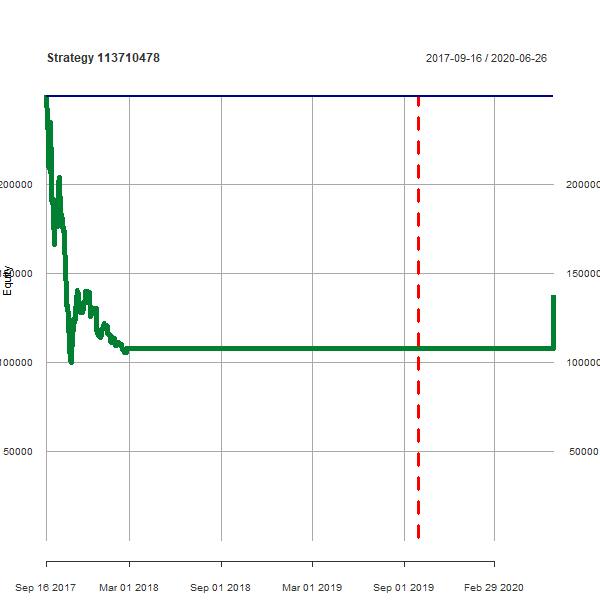 Strategy 113710478 2017-09-16 / 2020-06-26
200000 200000
150000 150000
Equity
100000 100000
50000 50000
Sep 16 2017 Mar 01 2018 Sep 01 2018 Mar 01 2019 Sep 01 2019 Feb 29 2020